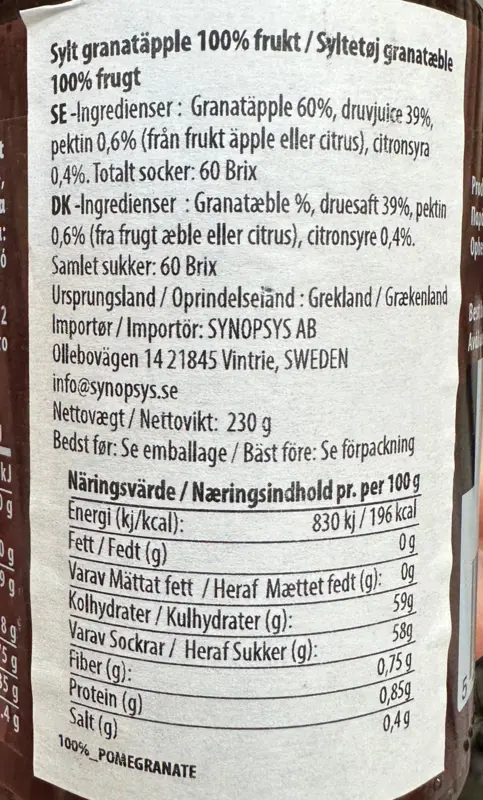 Sylt granatäpple 100% frukt / Syltetøj granatæble
100% frugt
SE -Ingredienser : Granatäpple 60%, druvjuice 39%,
pektin 0,6% (från frukt äpple eller citrus), citronsyra
0,4%. Totalt socker: 60 Brix
DK -Ingredienser : Granatæble %, druesaft 39%, pektin
0,6% (fra frugt æble eller citrus), citronsyre 0,4%.
Samlet sukker: 60 Brix
Ursprungsland / Oprindelseiand : Grekland / Grækenland
Importør / Importör: SYNOPSYS AB
Ollebovägen 14 21845 Vintrie, SWEDEN
info@synopsys.se
Nettovægt / Nettovikt: 230 g
Bedst før: Se emballage / Bäst före: Se förpackning
Näringsvärde / Næringsindhold pr. per 100 g
Energi (kj/kcal): 830 kj / 196 kcal
Fett / Fedt (g) 0g
Varav Mättat fett / Heraf Mættet fedt (g): 0g
Kolhydrater / Kulhydrater (g): 59g
Varav Sockrar / Heraf Sukker (g): 58g
Fiber (g): 0,75 g
Protein (g) 0,85g
Salt (g) 0,4 g
100%_POMEGRANATE